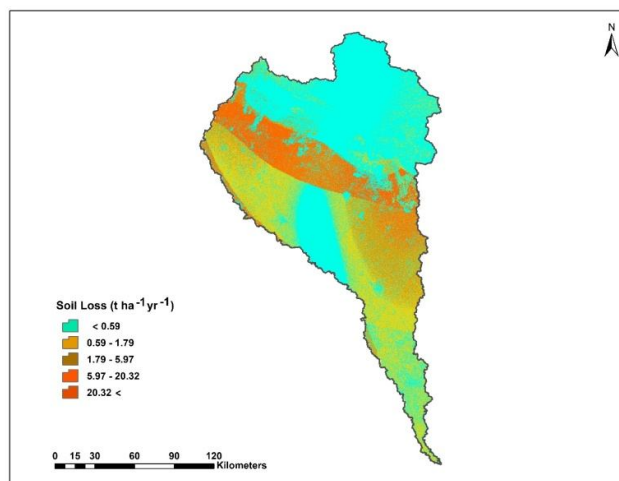 N
Soil Loss (t ha⁻¹yr⁻¹)
< 0.59
0.59 - 1.79
1.79 - 5.97
5.97 - 20.32
20.32 <
0 15 30 60 90 120
Kilometers